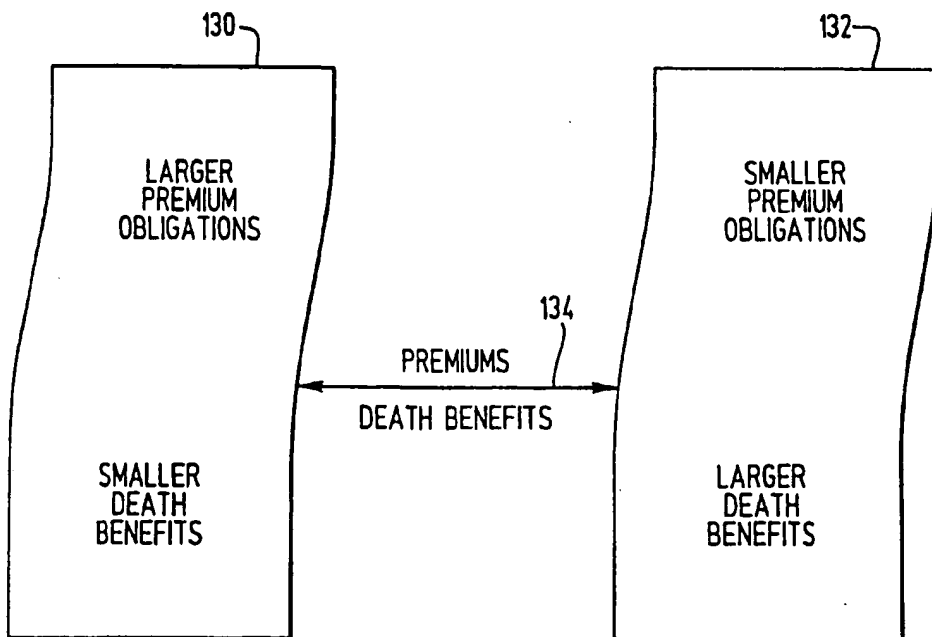 130
132
LARGER
PREMIUM
OBLIGATIONS
SMALLER
PREMIUM
OBLIGATIONS
134
PREMIUMS
DEATH BENEFITS
SMALLER
DEATH
BENEFITS
LARGER
DEATH
BENEFITS